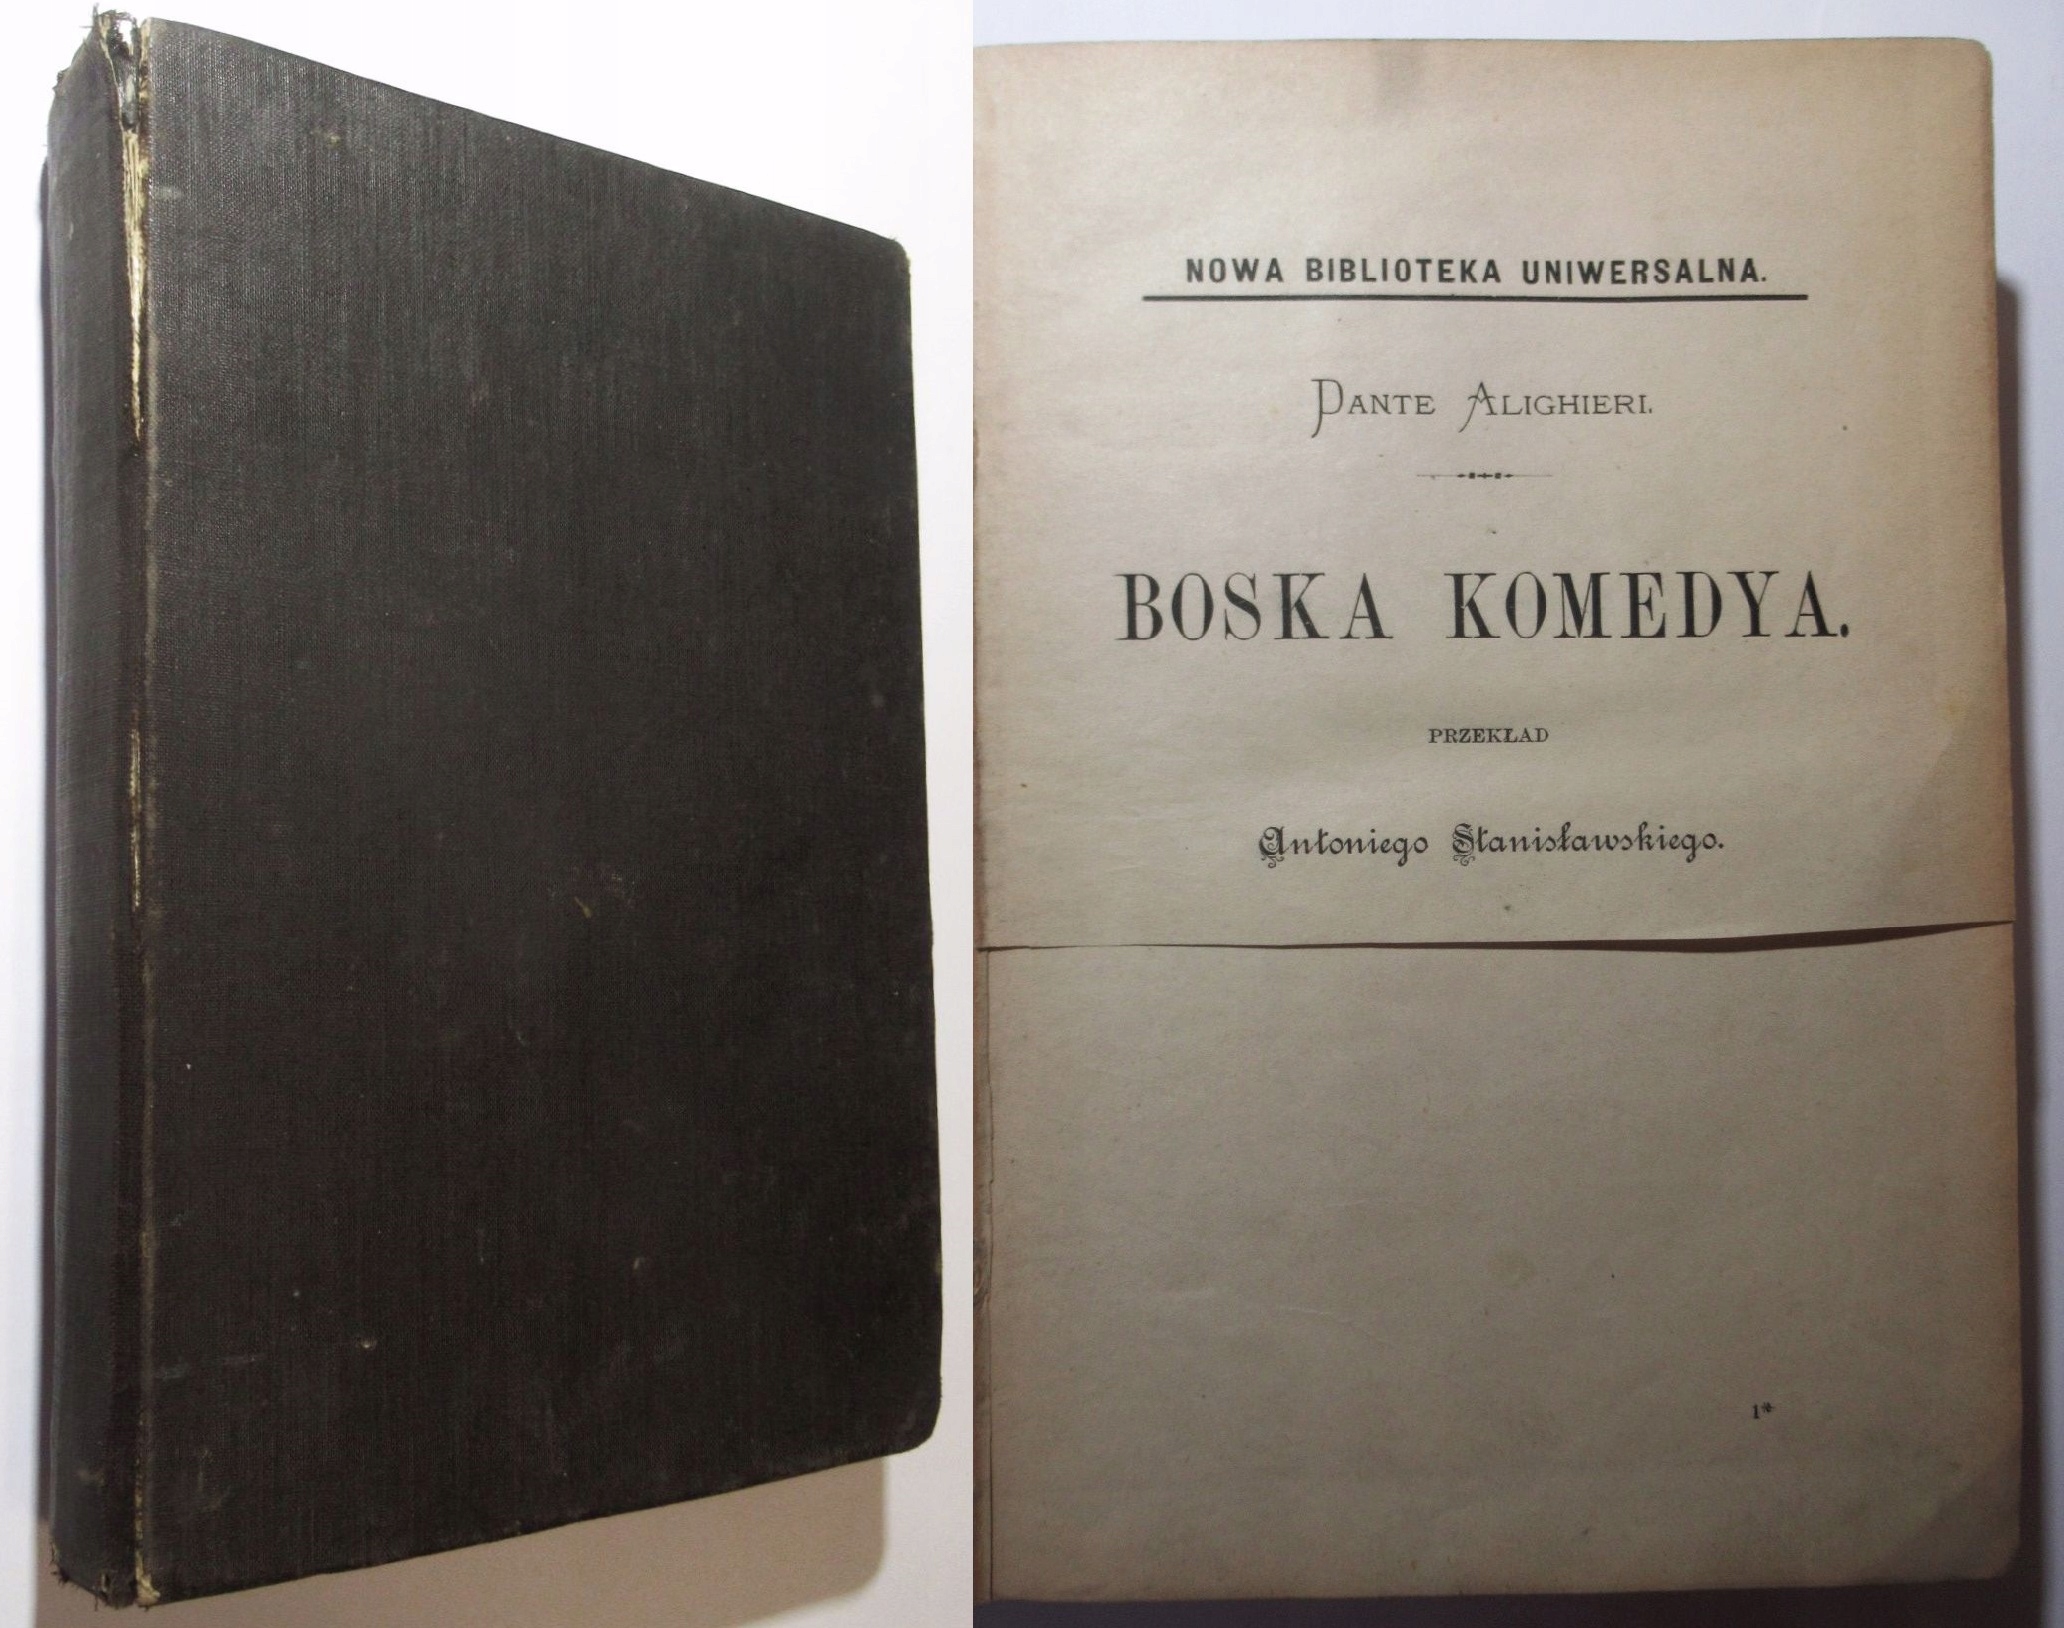 NOWA BIBLIOTEKA UNIWERSALNA.
DANTE ALIGHIERI.
BOSKA KOMEDYA.
PRZEKŁAD
Antoniego Stanisławskiego.
1*